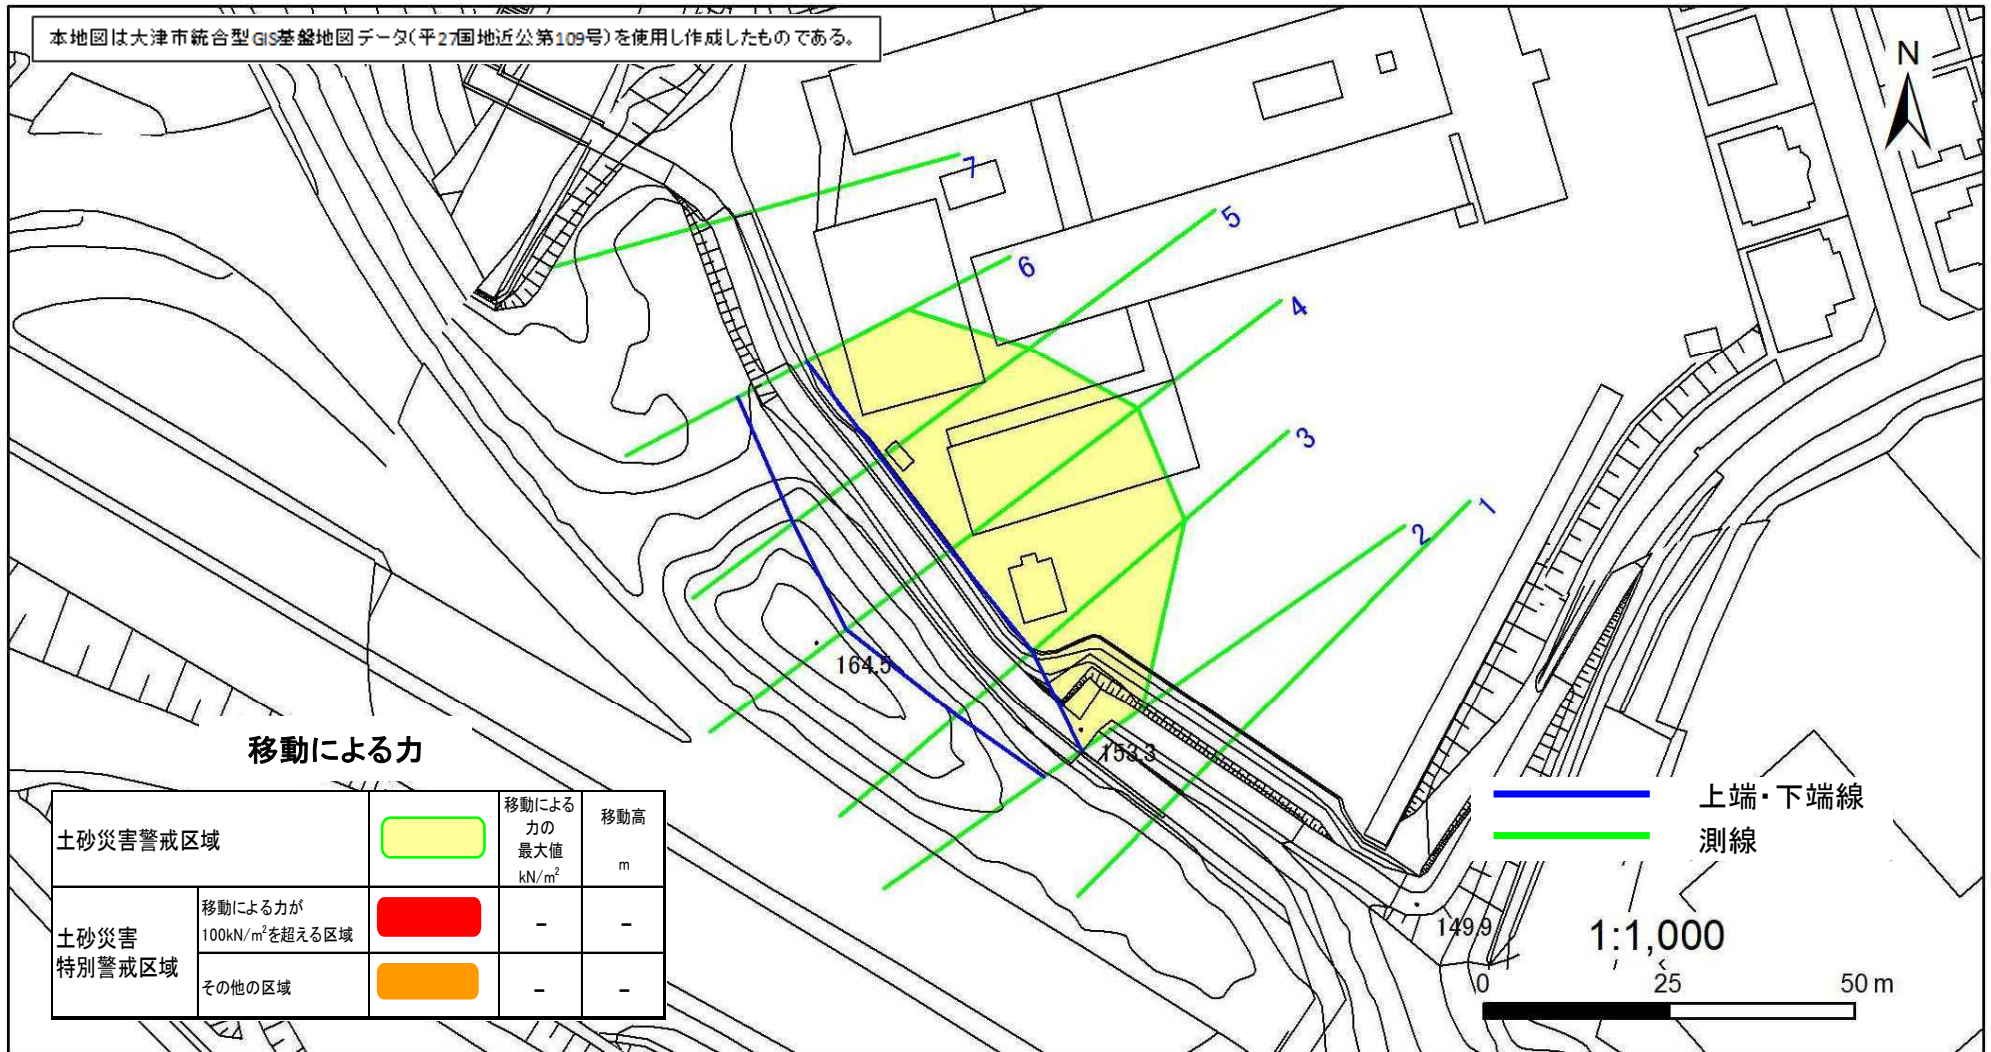 本地図は大津市統合型GIS基盤地図データ(平27国地近公第109号)を使用し作成したものである。
N
7
5
6
4
3
1
2
164.5
153.3
149.9
移動による力
土砂災害警戒区域
移動による
力の
最大値
kN/m²
移動高
m
土砂災害
特別警戒区域
移動による力が
100kN/m²を超える区域
-
-
その他の区域
-
-
上端・下端線
測線
1:1,000
0 25 50 m